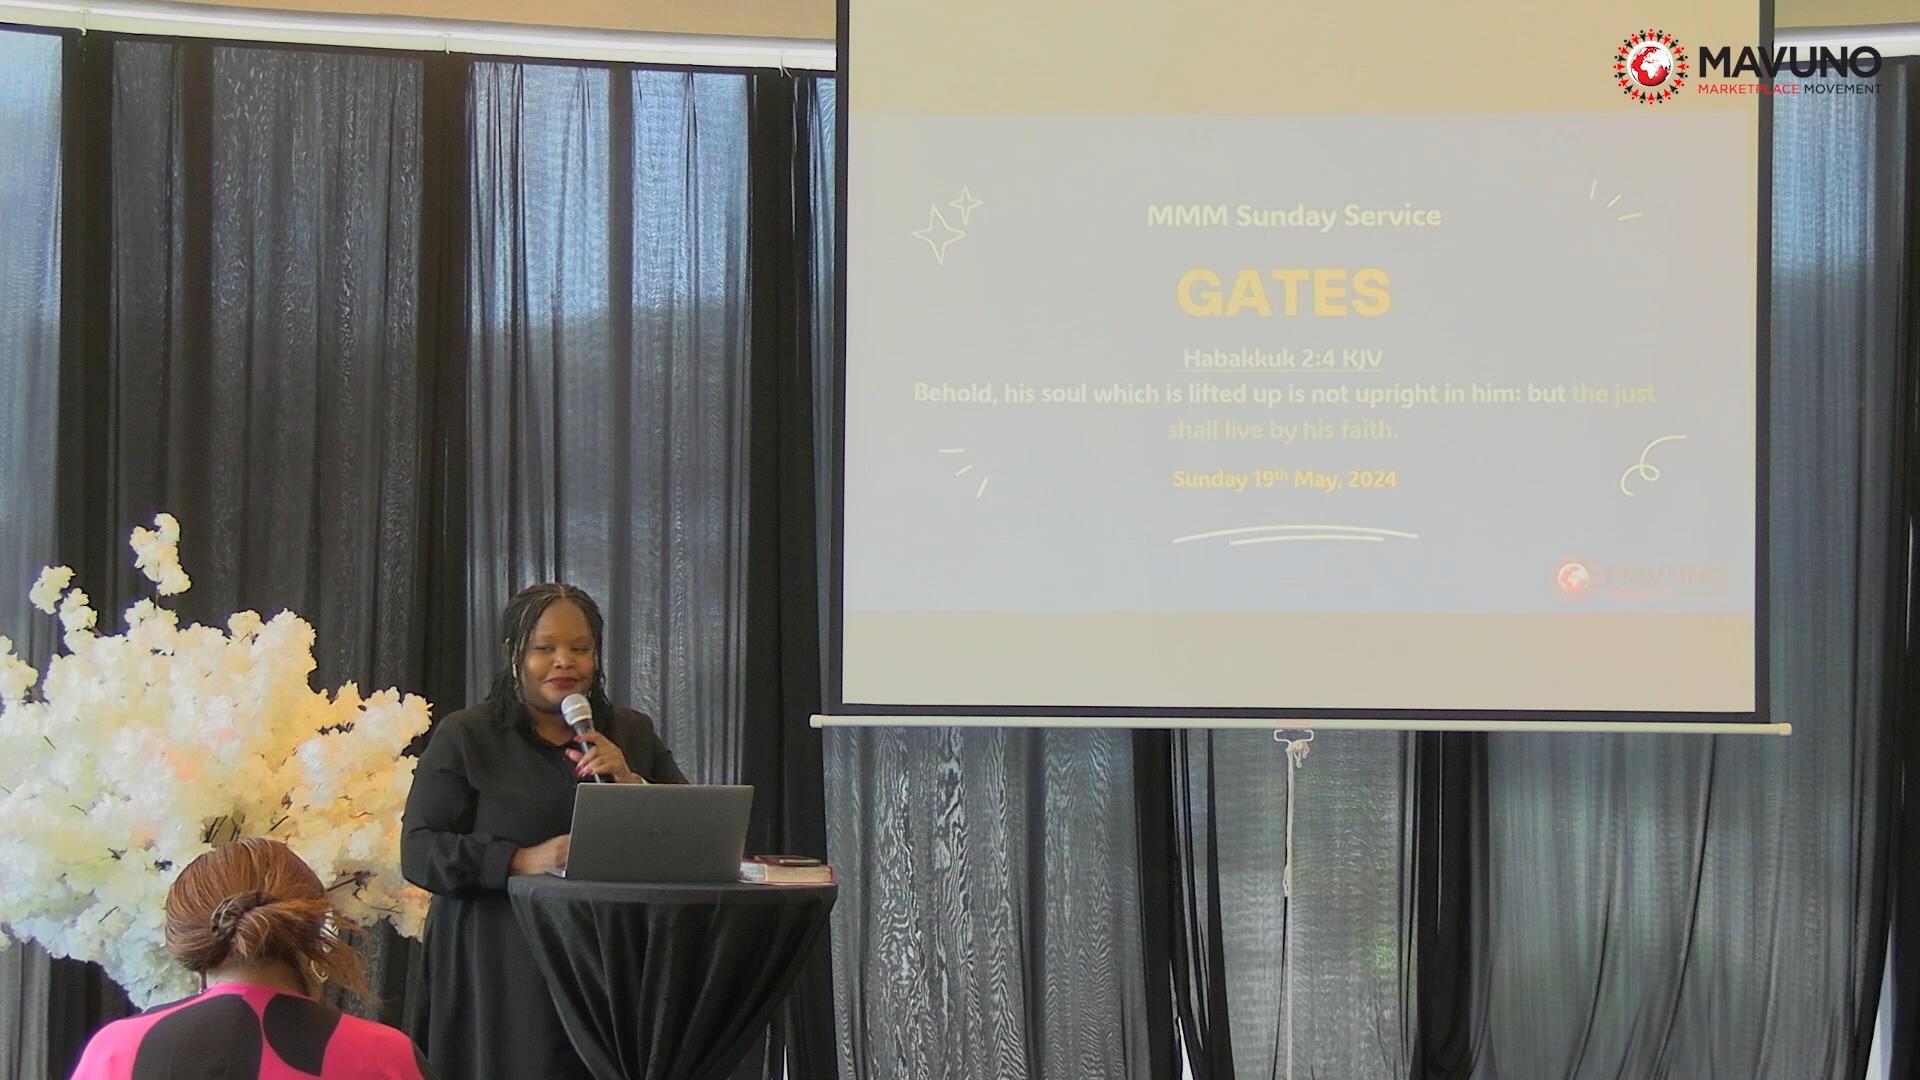 MAVUNO
MARKETPLACE MOVEMENT
MMM Sunday Service
GATES
Habakkuk 2:4 KJV
Behold, his soul which is lifted up is not upright in him: but the just
shall live by his faith.
Sunday 19th May, 2024
MAVUNO